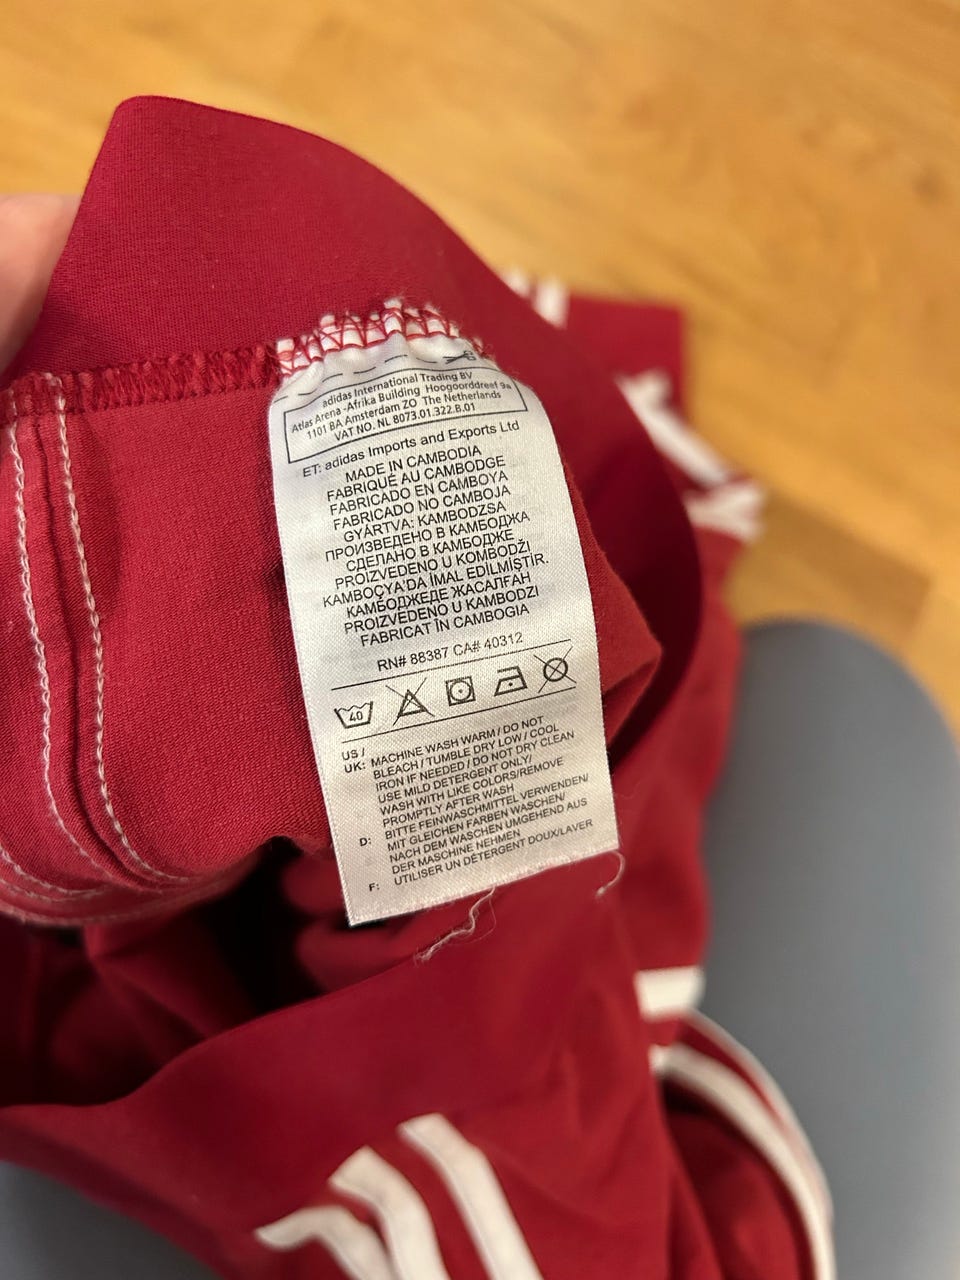 adidas International Trading BV
Atlas Arena -Afrika Building Hoogoorddreef 9a
1101 BA Amsterdam ZO The Netherlands
VAT NO. NL 8073.01.322.B.01
ET: adidas Imports and Exports Ltd
MADE IN CAMBODIA
FABRIQUÉ AU CAMBODGE
FABRICADO EN CAMBOYA
FABRICADO NO CAMBOJA
GYÁRTVA: KAMBODZSA
ПРОИЗВЕДЕНО В КАМБОДЖА
СДЕЛАНО В КАМБОДЖЕ
PROIZVEDENO U KOMBODŽI
KAMBOÇYA'DA İMAL EDİLMİŞTİR.
КАМБОДЖЕДЕ ЖАСАЛҒАН
PROIZVEDENO U KAMBODZI
FABRICAT ÎN CAMBOGIA
RN# 88387 CA# 40312
40
US /
UK: MACHINE WASH WARM / DO NOT
BLEACH / TUMBLE DRY LOW / COOL
IRON IF NEEDED / DO NOT DRY CLEAN
USE MILD DETERGENT ONLY/
WASH WITH LIKE COLORS/REMOVE
PROMPTLY AFTER WASH
D: BITTE FEINWASCHMITTEL VERWENDEN/
MIT GLEICHEN FARBEN WASCHEN/
NACH DEM WASCHEN UMGEHEND AUS
DER MASCHINE NEHMEN
F: UTILISER UN DÉTERGENT DOUX/LAVER